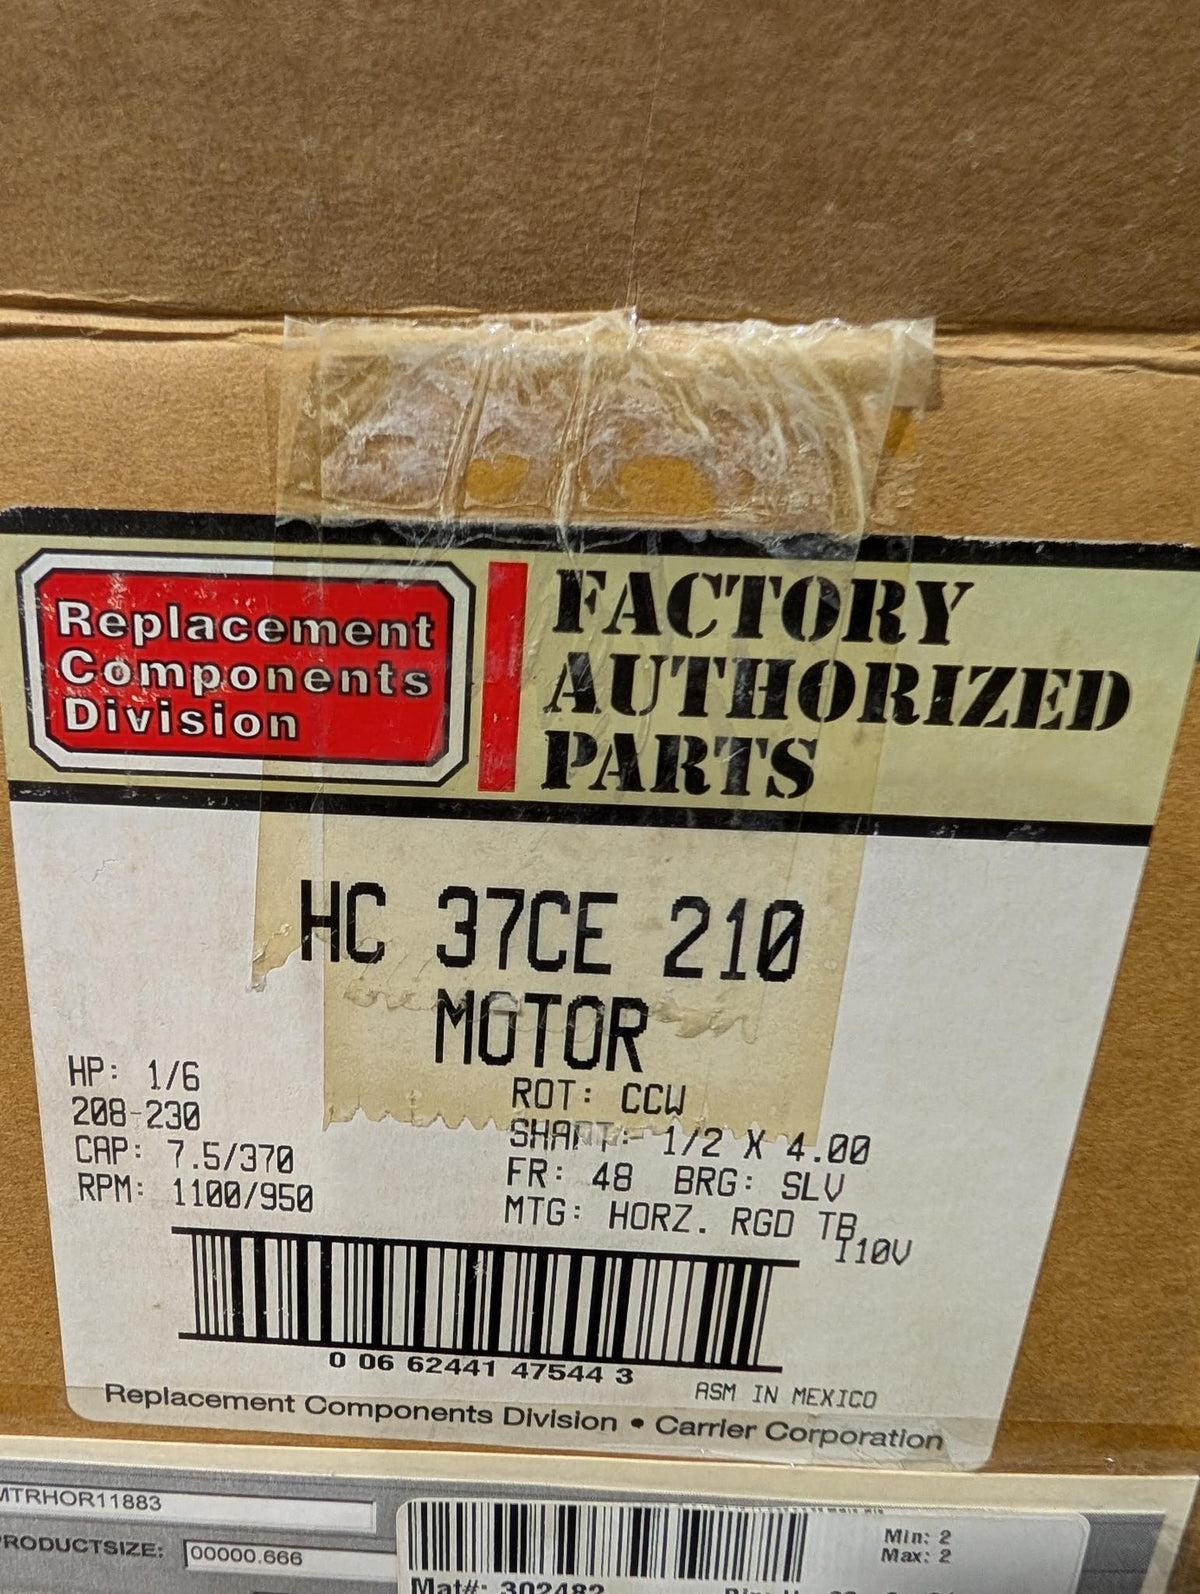 Replacement
Components
Division
FACTORY
AUTHORIZED
PARTS
HC 37CE 210
MOTOR
HP: 1/6
208-230
CAP: 7.5/370
RPM: 1100/950
ROT: CCW
SHAFT: 1/2 X 4.00
FR: 48 BRG: SLV
MTG: HORZ. RGD TB
110V
0 06 62441 47544 3
ASM IN MEXICO
Replacement Components Division • Carrier Corporation
MTRHOR11883
PRODUCTSIZE: 00000.666
Min: 2
Max: 2
Mat#: 302482